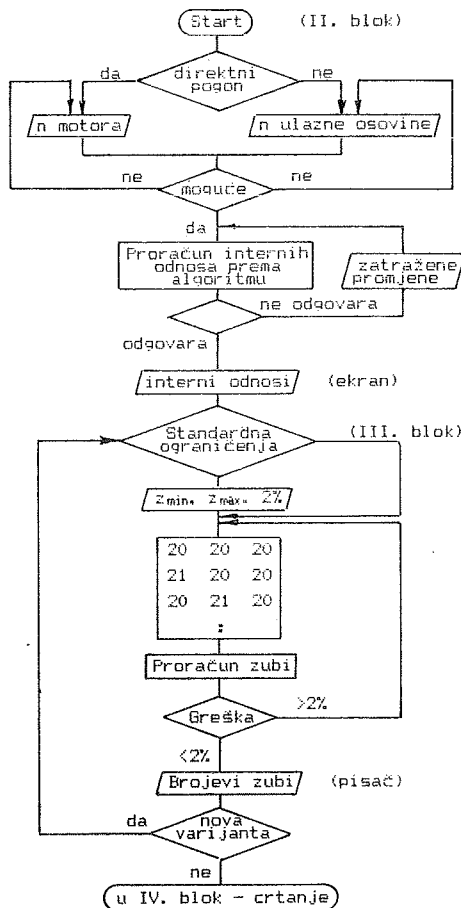 Start (II. blok)
da direktni pogon ne
n motora n ulazne osovine
ne moguće ne
da
Proračun internih
odnosa prema
algoritmu
zatražene
promjene
ne odgovara
odgovara
interni odnosi (ekran)
Standardna
ograničenja
(III. blok)
zmin, zmax, 2%
20 20 20
21 20 20
20 21 20
:
Proračun zubi
Greška >2%
<2%
Brojevi zubi (pisač)
da nova
varijanta
ne
u IV. blok - crtanje